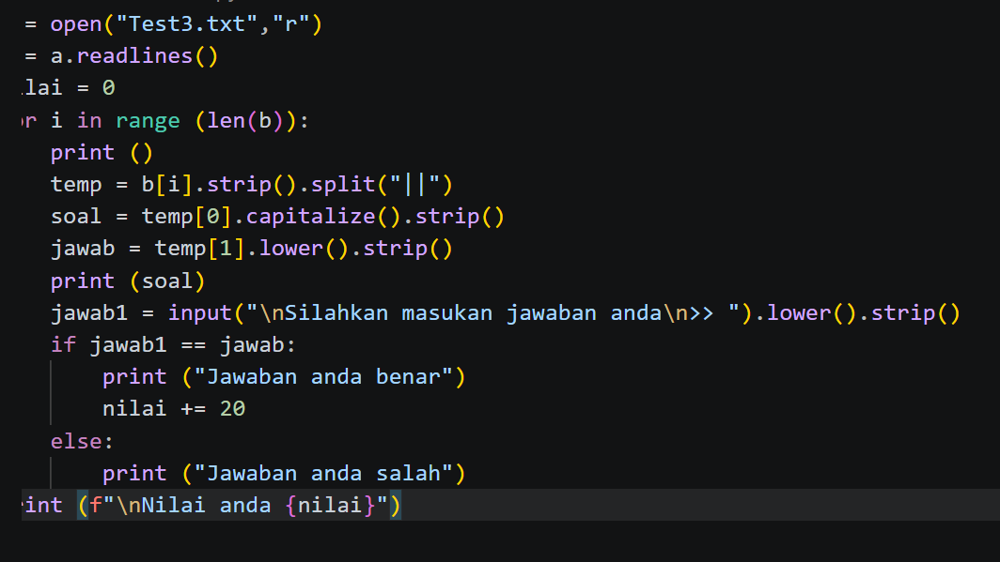 = open("Test3.txt","r")
= a.readlines()
lai = 0
r i in range (len(b)):
print ()
temp = b[i].strip().split("||")
soal = temp[0].capitalize().strip()
jawab = temp[1].lower().strip()
print (soal)
jawab1 = input("\nSilahkan masukan jawaban anda\n>> ").lower().strip()
if jawab1 == jawab:
print ("Jawaban anda benar")
nilai += 20
else:
print ("Jawaban anda salah")
int (f"\nNilai anda {nilai}")